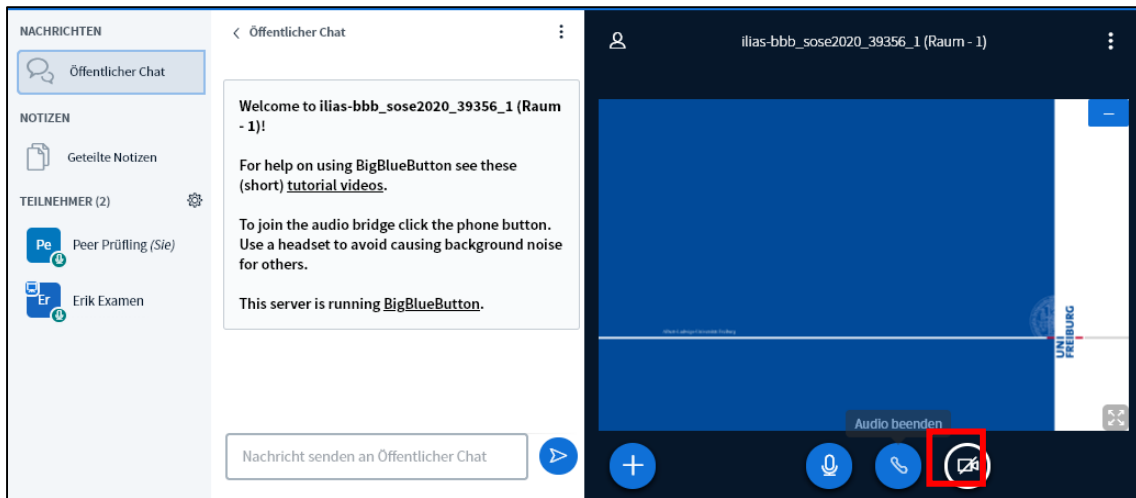 NACHRICHTEN
Öffentlicher Chat
NOTIZEN
Geteilte Notizen
TEILNEHMER (2)
Pe
Peer Prüfling (Sie)
Er
Erik Examen
Öffentlicher Chat
Welcome to ilias-bbb_sose2020_39356_1 (Raum
- 1)!
For help on using BigBlueButton see these
(short) tutorial videos.
To join the audio bridge click the phone button.
Use a headset to avoid causing background noise
for others.
This server is running BigBlueButton.
Nachricht senden an Öffentlicher Chat
ilias-bbb_sose2020_39356_1 (Raum - 1)
UNI
FREIBURG
Audio beenden